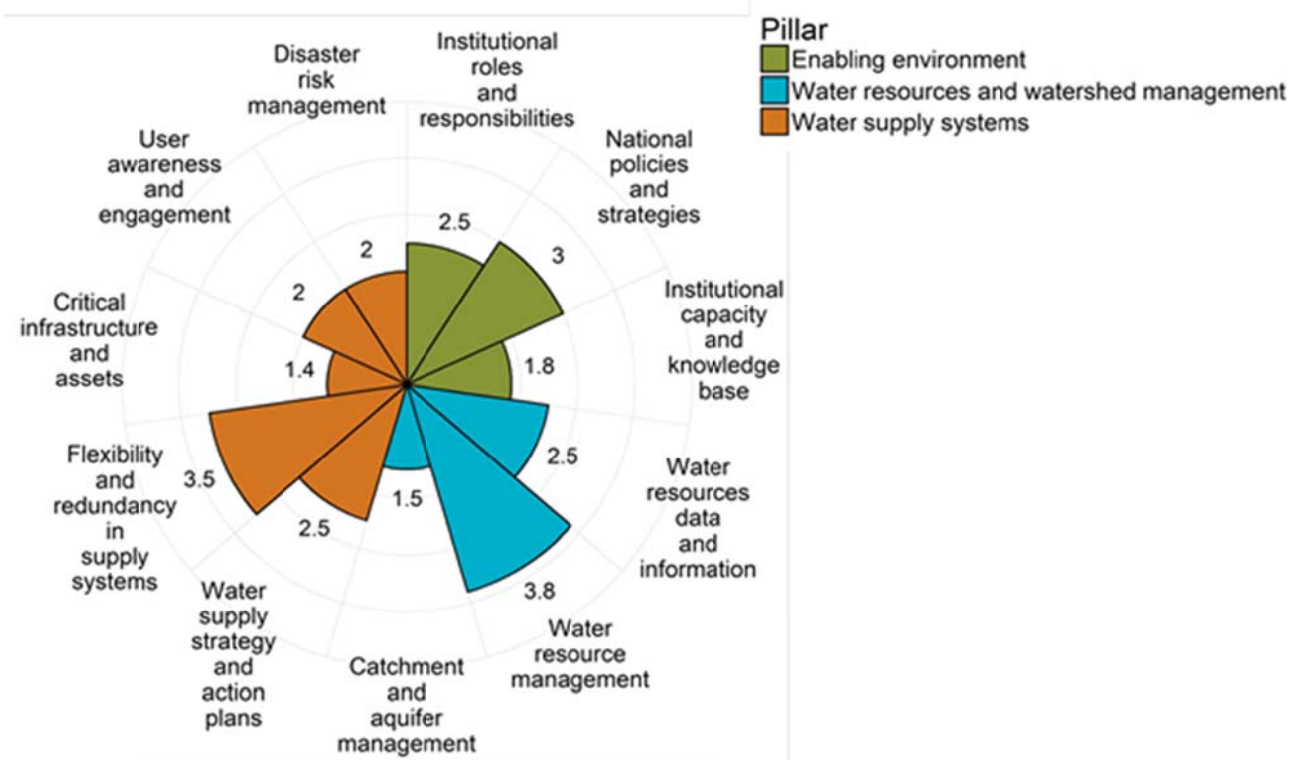 Pillar
Enabling environment
Water resources and watershed management
Water supply systems
Institutional
roles
and
responsibilities
2.5
National
policies
and
strategies
3
Institutional
capacity
and
knowledge
base
1.8
Water
resources
data
and
information
2.5
Water
resource
management
3.8
Catchment
and
aquifer
management
1.5
Water
supply
strategy
and
action
plans
2.5
Flexibility
and
redundancy
in
supply
systems
3.5
Critical
infrastructure
and
assets
1.4
User
awareness
and
engagement
2
Disaster
risk
management
2